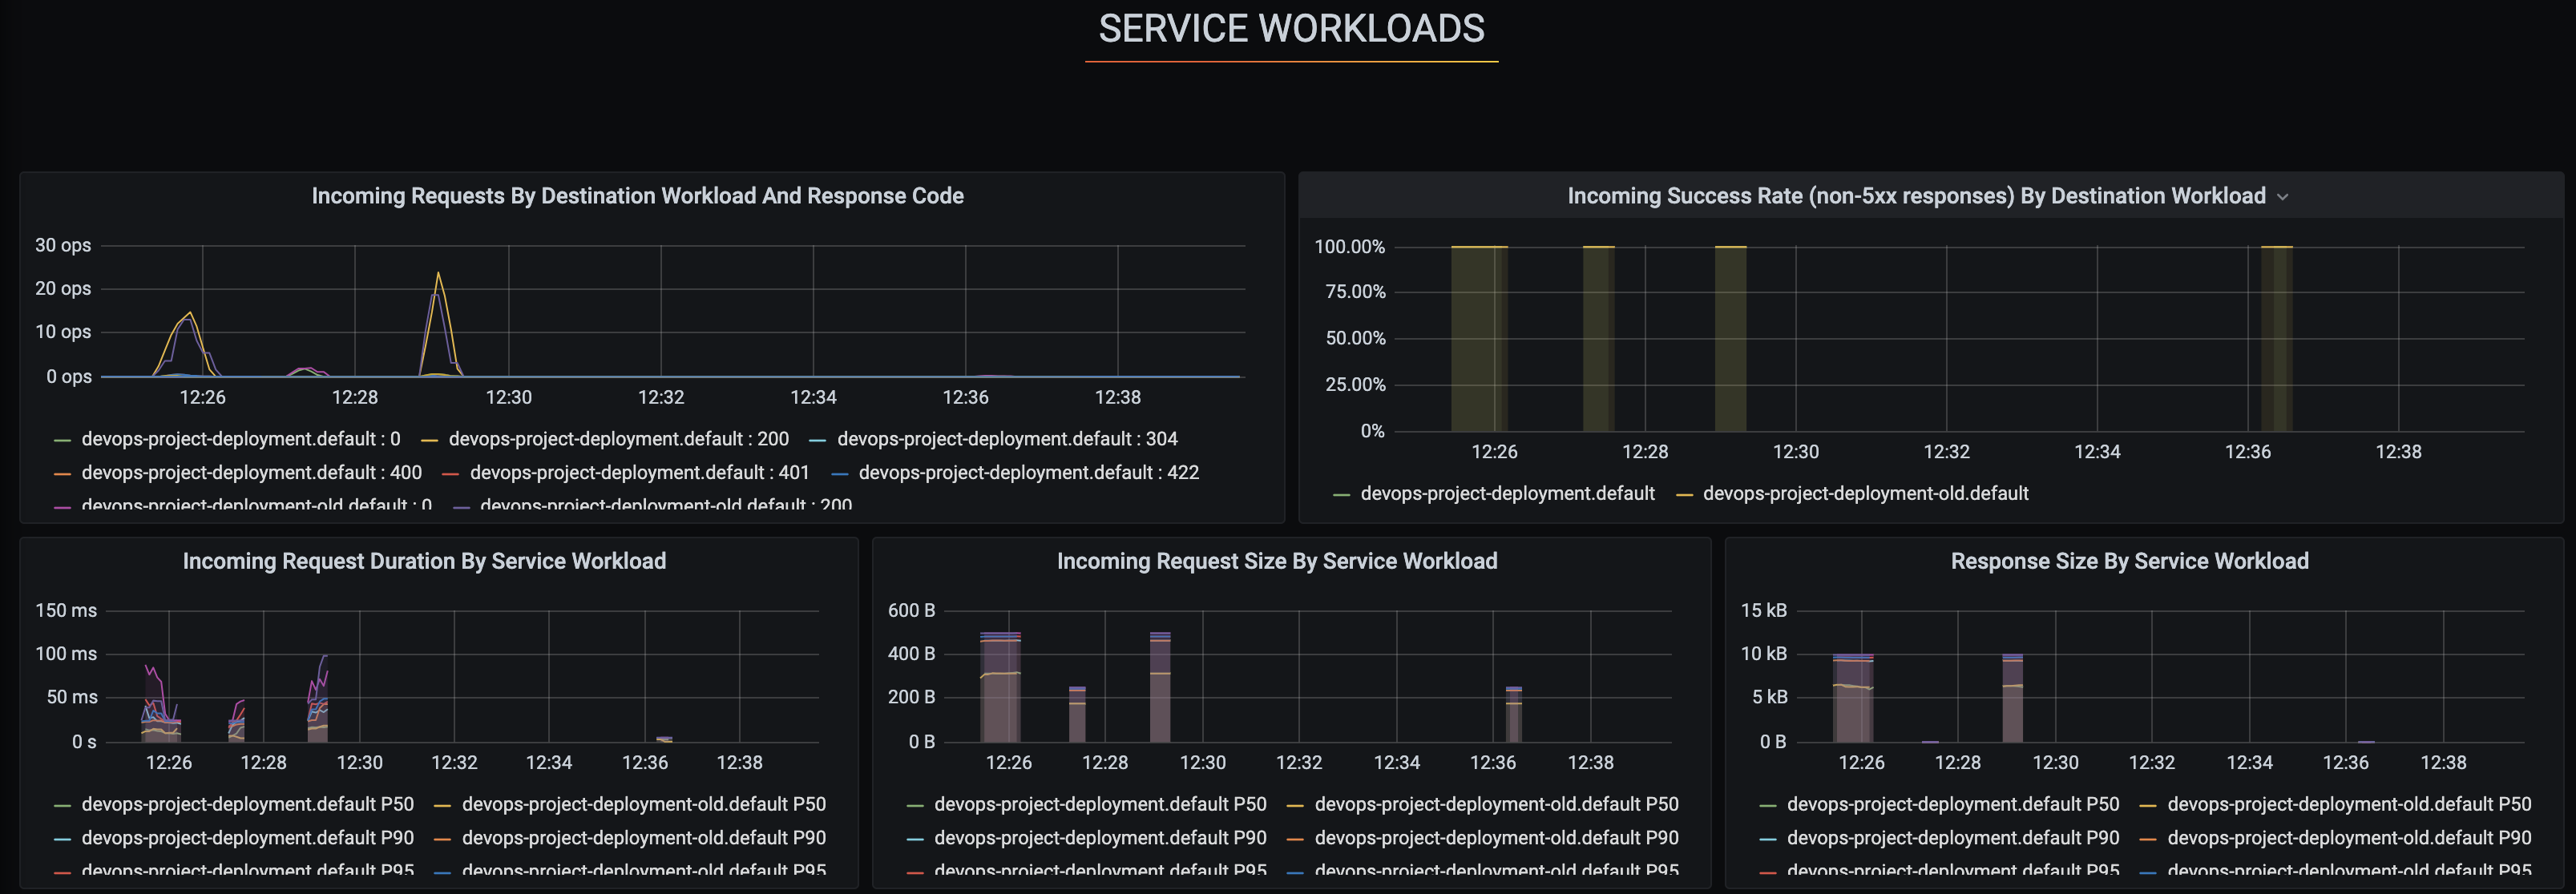 SERVICE WORKLOADS
Incoming Requests By Destination Workload And Response Code
30 ops
20 ops
10 ops
0 ops
12:26 12:28 12:30 12:32 12:34 12:36 12:38
devops-project-deployment.default : 0 devops-project-deployment.default : 200 devops-project-deployment.default : 304
devops-project-deployment.default : 400 devops-project-deployment.default : 401 devops-project-deployment.default : 422
devops-project-deployment-old.default : 0 devops-project-deployment-old.default : 200
Incoming Success Rate (non-5xx responses) By Destination Workload
100.00%
75.00%
50.00%
25.00%
0%
12:26 12:28 12:30 12:32 12:34 12:36 12:38
devops-project-deployment.default devops-project-deployment-old.default
Incoming Request Duration By Service Workload
150 ms
100 ms
50 ms
0 s
12:26 12:28 12:30 12:32 12:34 12:36 12:38
devops-project-deployment.default P50 devops-project-deployment-old.default P50
devops-project-deployment.default P90 devops-project-deployment-old.default P90
devops-project-deployment.default P95 devops-project-deployment-old.default P95
Incoming Request Size By Service Workload
600 B
400 B
200 B
0 B
12:26 12:28 12:30 12:32 12:34 12:36 12:38
devops-project-deployment.default P50 devops-project-deployment-old.default P50
devops-project-deployment.default P90 devops-project-deployment-old.default P90
devops-project-deployment.default P95 devops-project-deployment-old.default P95
Response Size By Service Workload
15 kB
10 kB
5 kB
0 B
12:26 12:28 12:30 12:32 12:34 12:36 12:38
devops-project-deployment.default P50 devops-project-deployment-old.default P50
devops-project-deployment.default P90 devops-project-deployment-old.default P90
devops-project-deployment.default P95 devops-project-deployment-old.default P95